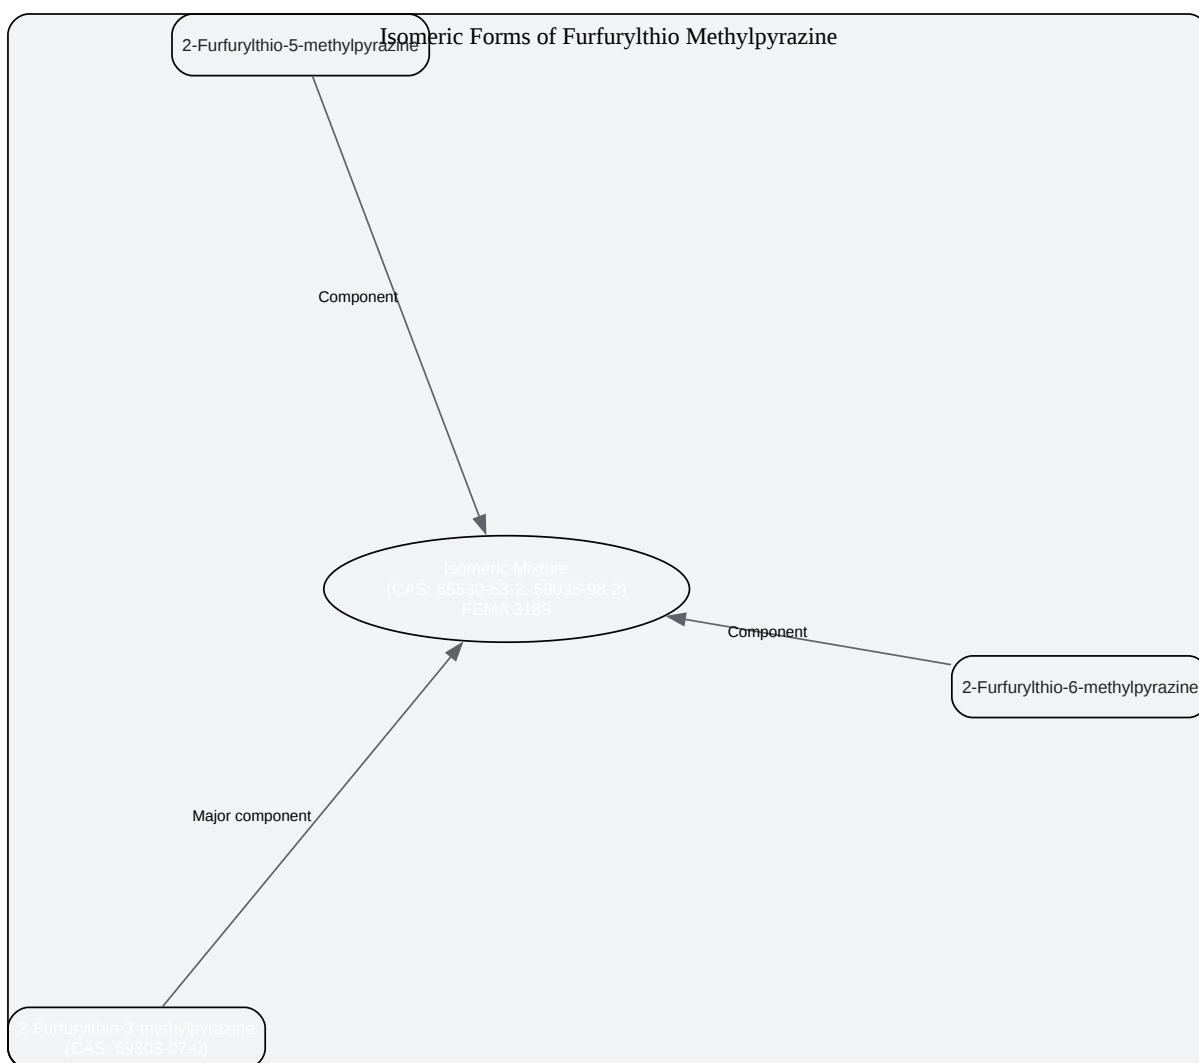 Isomeric Forms of Furfurylthio Methylpyrazine
2-Furfurylthio-5-methylpyrazine
Component
Isomeric Mixture
(CAS: 65530-53-2, 59035-98-2)
FEMA 3189
Component
2-Furfurylthio-6-methylpyrazine
Major component
2-Furfurylthio-3-methylpyrazine
(CAS: 59303-07-0)